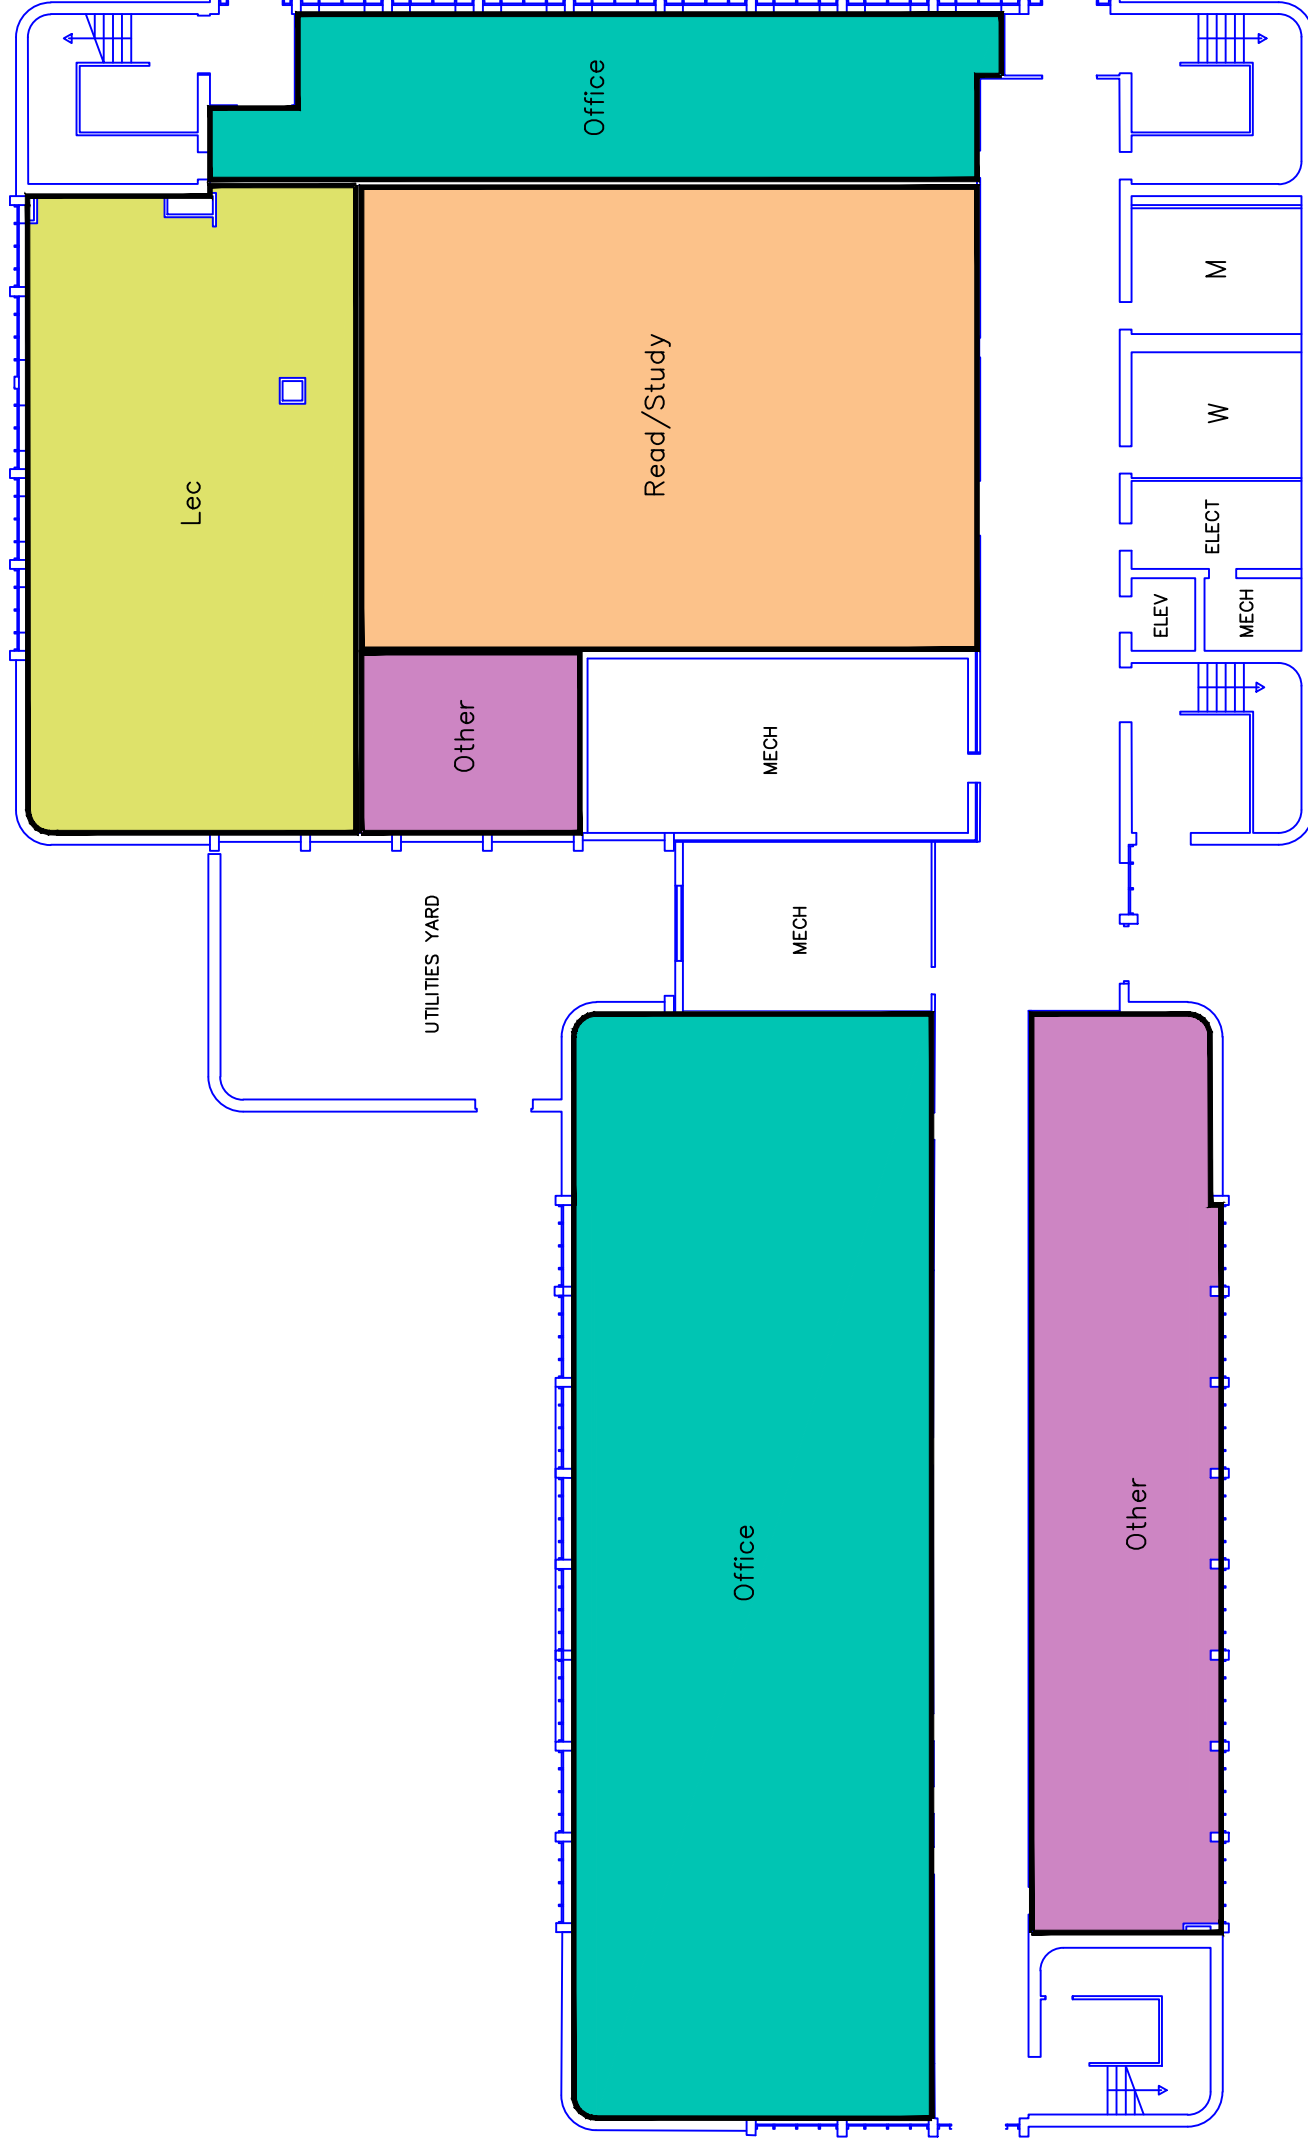 Office
M
Read/Study
W
Lec
ELECT
ELEV
MECH
Other
MECH
UTILITIES YARD
MECH
Office
Other